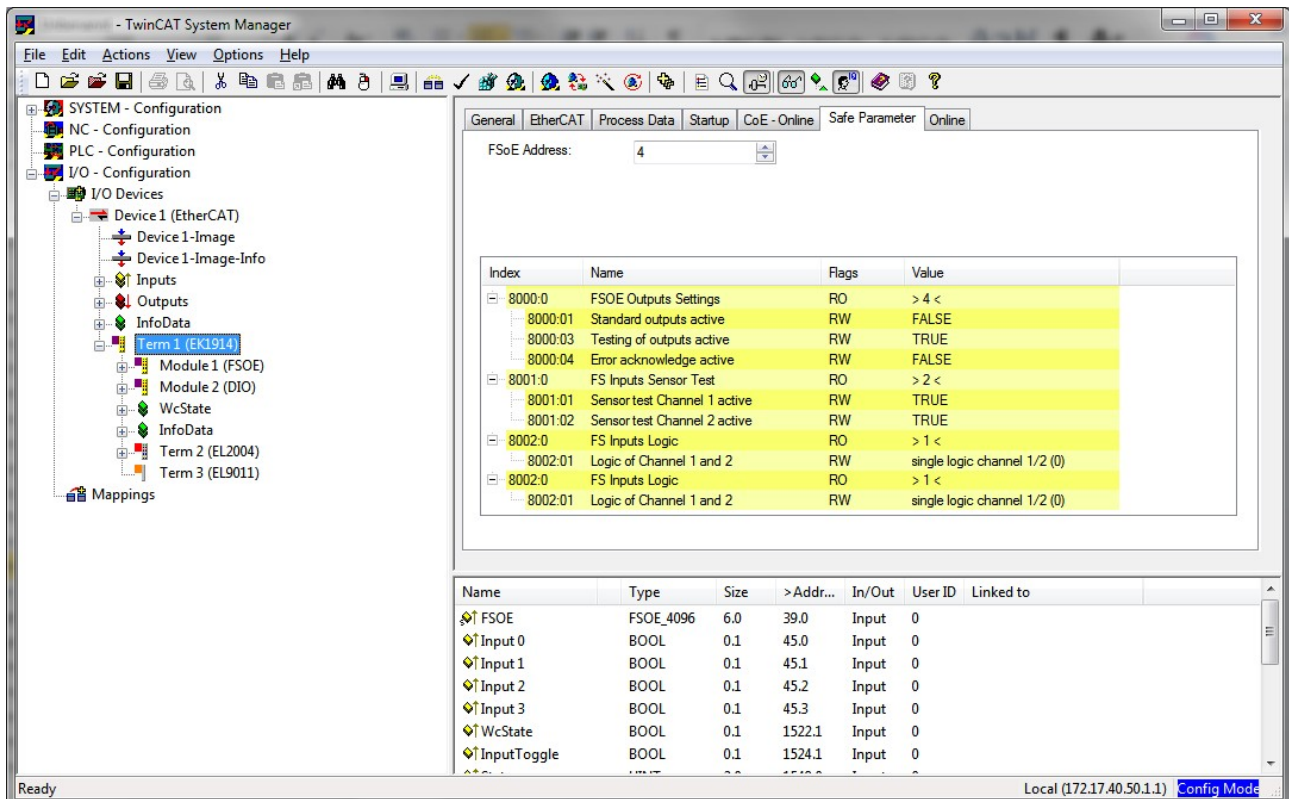 - TwinCAT System Manager
File Edit Actions View Options Help
SYSTEM - Configuration
NC - Configuration
PLC - Configuration
I/O - Configuration
I/O Devices
Device 1 (EtherCAT)
Device 1-Image
Device 1-Image-Info
Inputs
Outputs
InfoData
Term 1 (EK1914)
Module 1 (FSOE)
Module 2 (DIO)
WcState
InfoData
Term 2 (EL2004)
Term 3 (EL9011)
Mappings
General EtherCAT Process Data Startup CoE - Online Safe Parameter Online
FSoE Address: 4
Index Name Flags Value
8000:0 FSOE Outputs Settings RO > 4 <
8000:01 Standard outputs active RW FALSE
8000:03 Testing of outputs active RW TRUE
8000:04 Error acknowledge active RW FALSE
8001:0 FS Inputs Sensor Test RO > 2 <
8001:01 Sensor test Channel 1 active RW TRUE
8001:02 Sensor test Channel 2 active RW TRUE
8002:0 FS Inputs Logic RO > 1 <
8002:01 Logic of Channel 1 and 2 RW single logic channel 1/2 (0)
8002:0 FS Inputs Logic RO > 1 <
8002:01 Logic of Channel 1 and 2 RW single logic channel 1/2 (0)
Name Type Size >Addr... In/Out User ID Linked to
FSOE FSOE_4096 6.0 39.0 Input 0
Input 0 BOOL 0.1 45.0 Input 0
Input 1 BOOL 0.1 45.1 Input 0
Input 2 BOOL 0.1 45.2 Input 0
Input 3 BOOL 0.1 45.3 Input 0
WcState BOOL 0.1 1522.1 Input 0
InputToggle BOOL 0.1 1524.1 Input 0
Ready Local (172.17.40.50.1.1) Config Mode